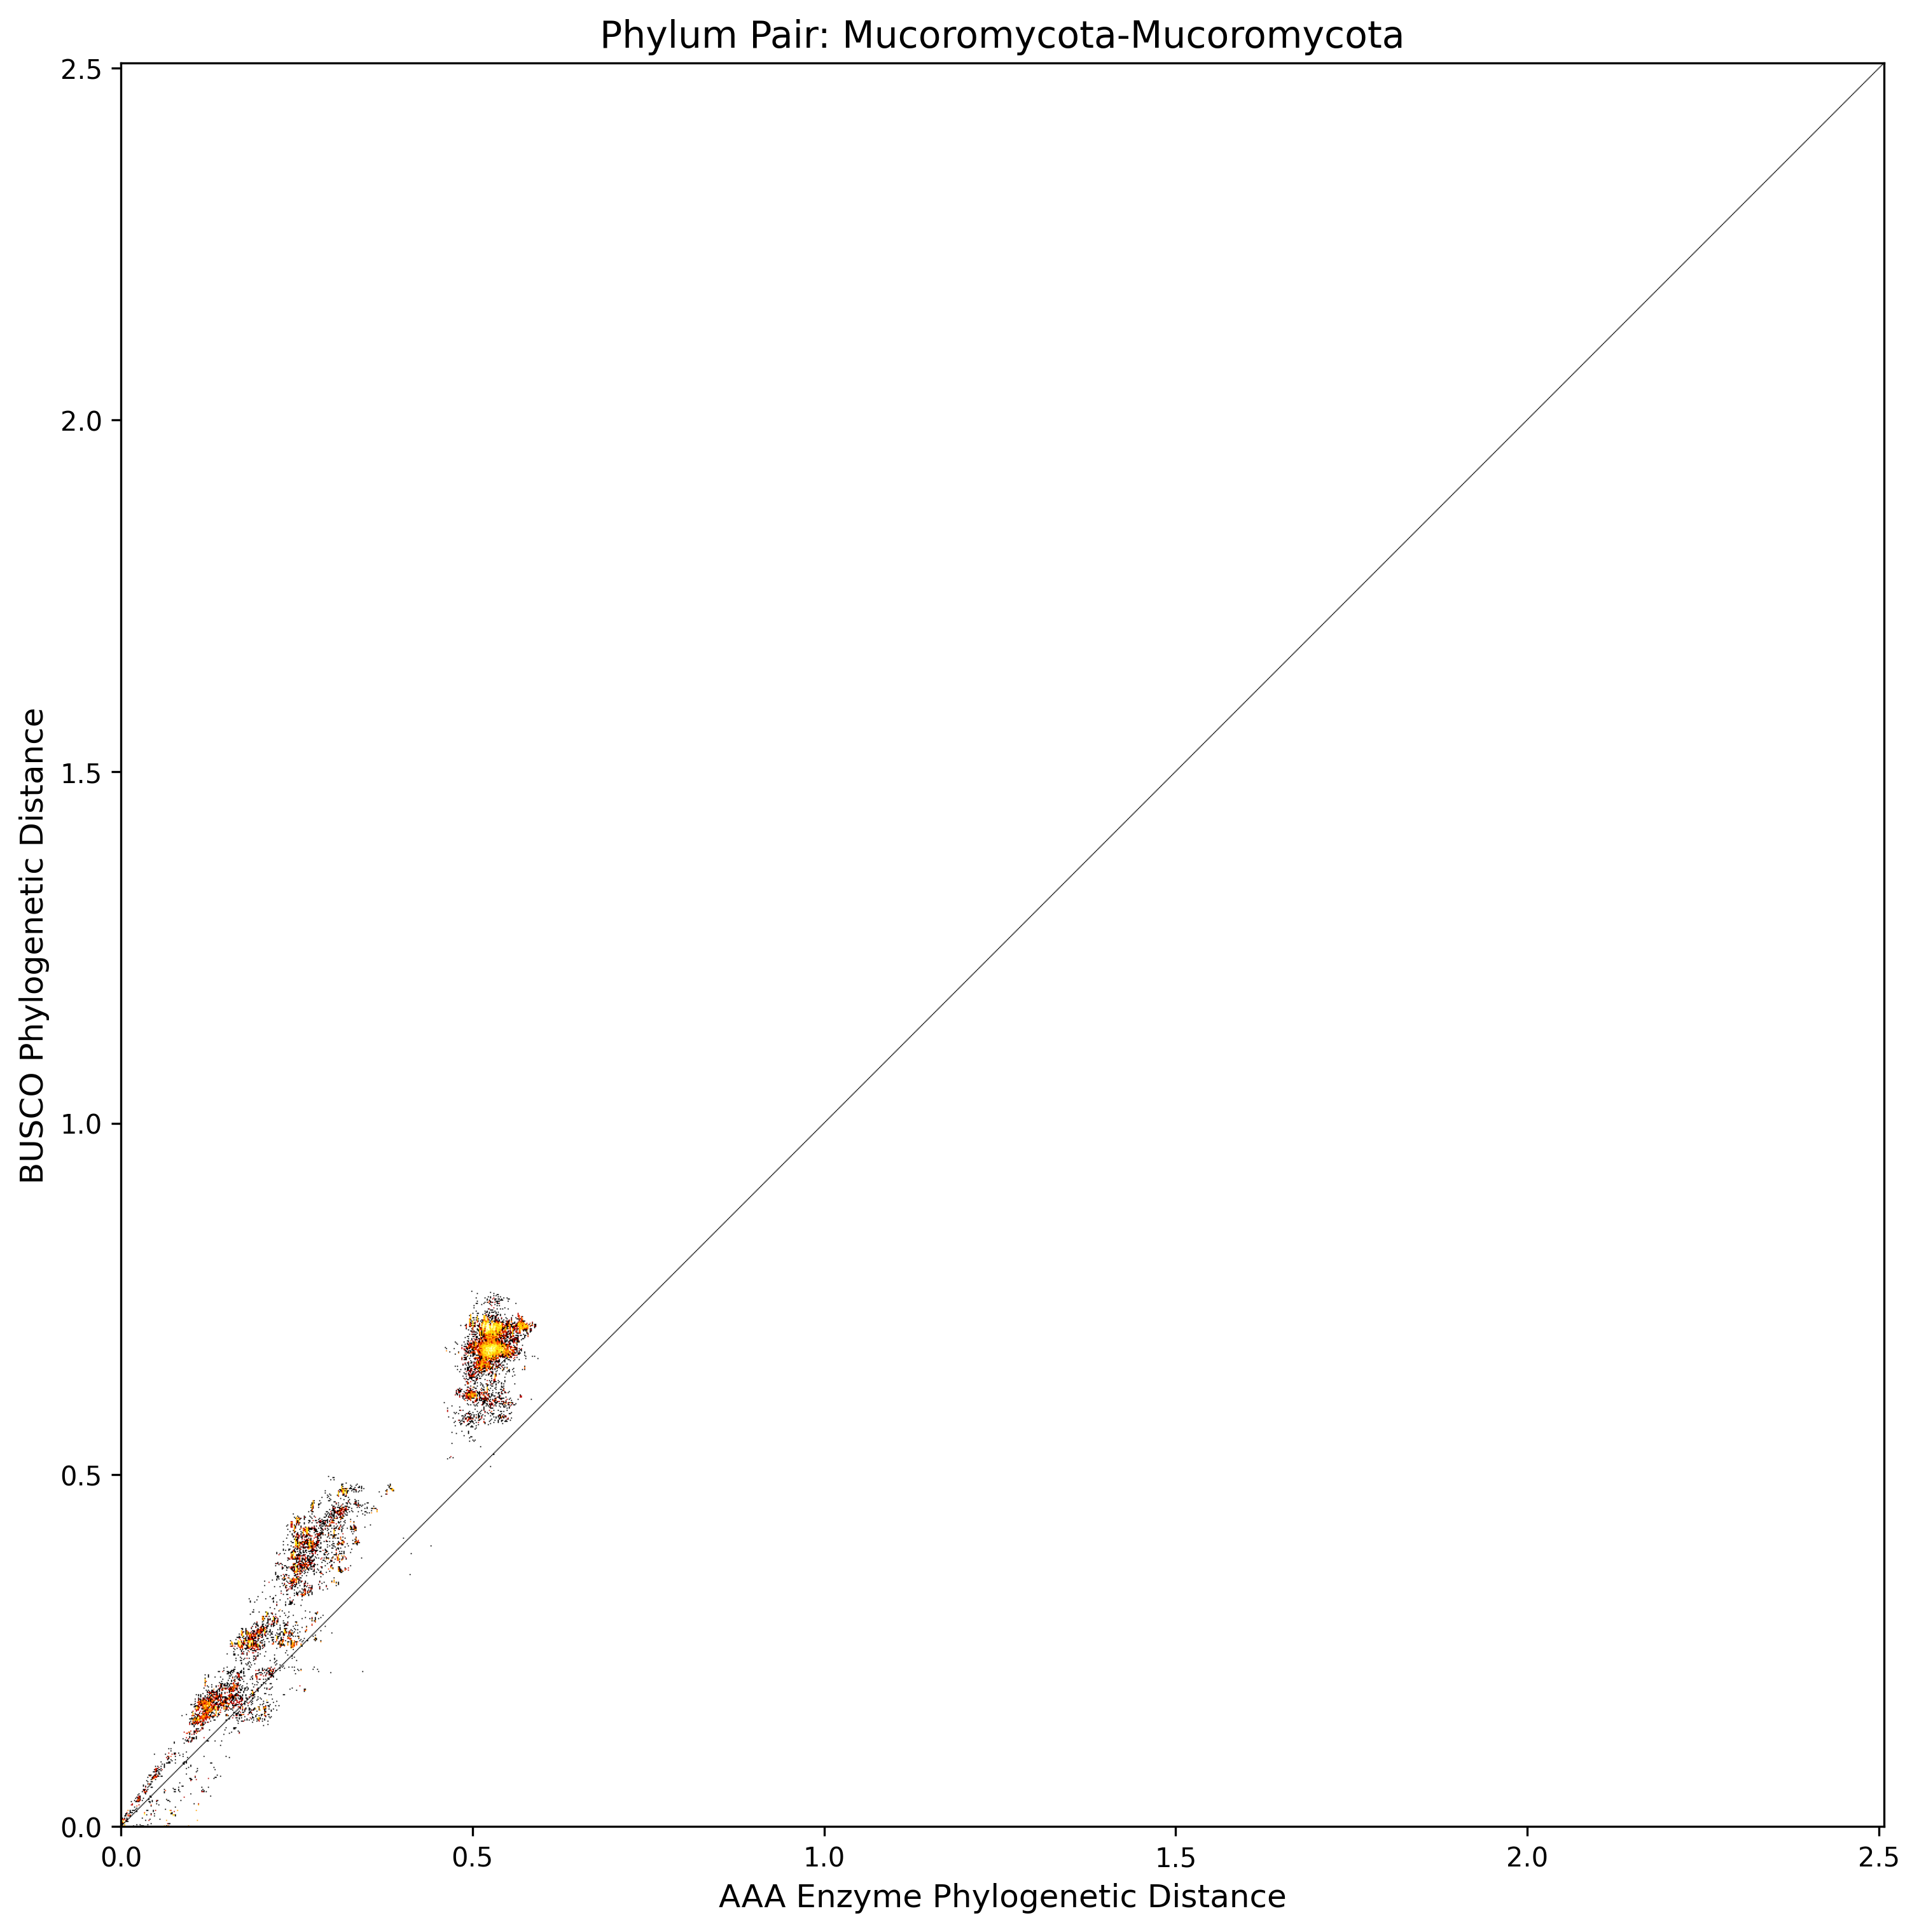 Phylum Pair: Mucoromycota-Mucoromycota
2.5
2.0
1.5
1.0
0.5
0.0
BUSCO Phylogenetic Distance
0.0 0.5 1.0 1.5 2.0 2.5
AAA Enzyme Phylogenetic Distance